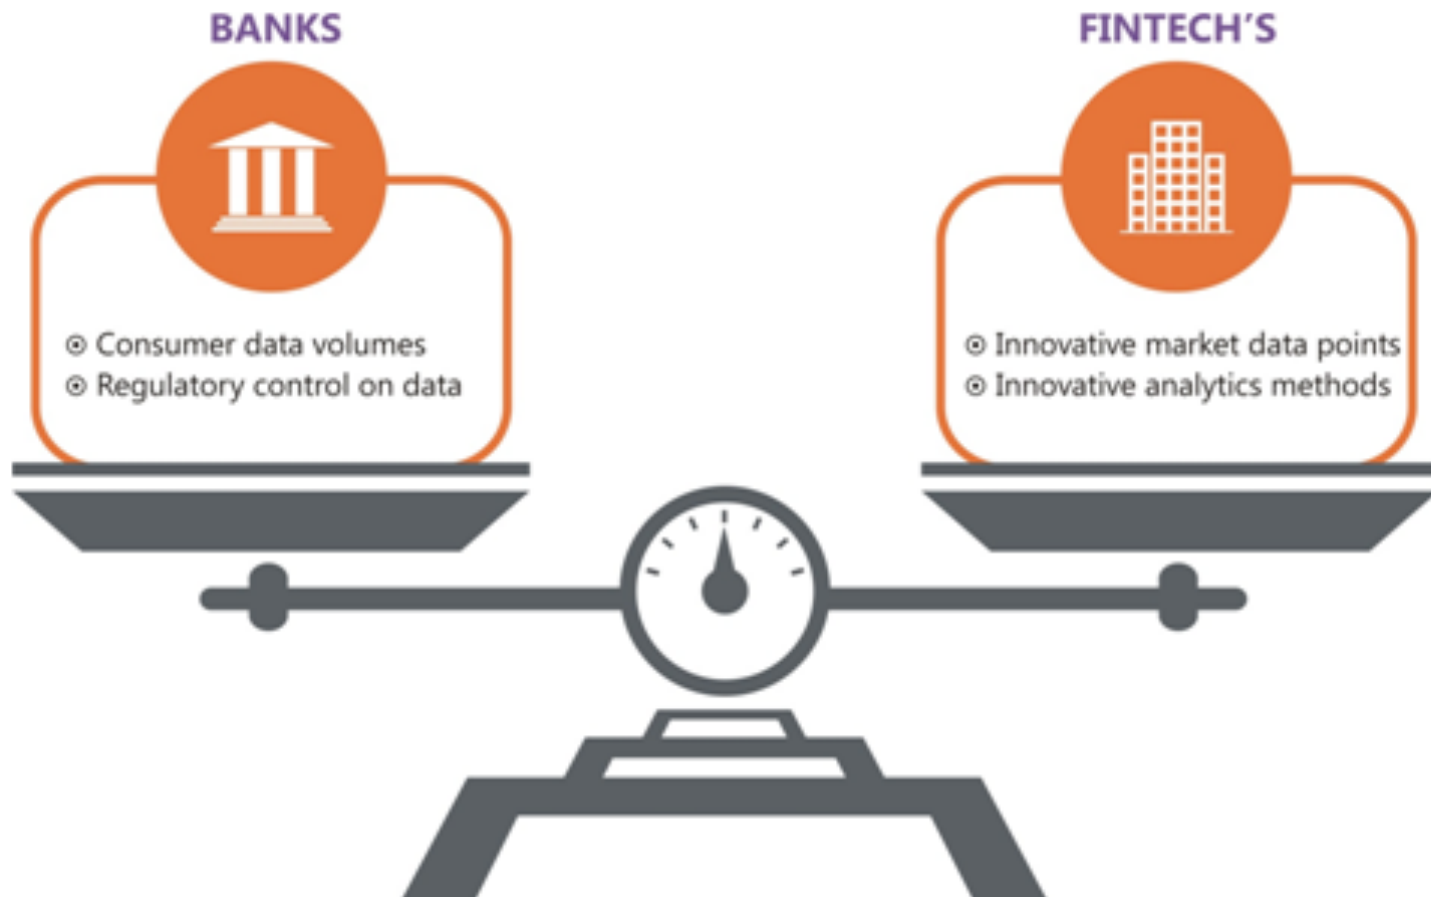 BANKS
FINTECH'S
⊙ Consumer data volumes
⊙ Regulatory control on data
⊙ Innovative market data points
⊙ Innovative analytics methods